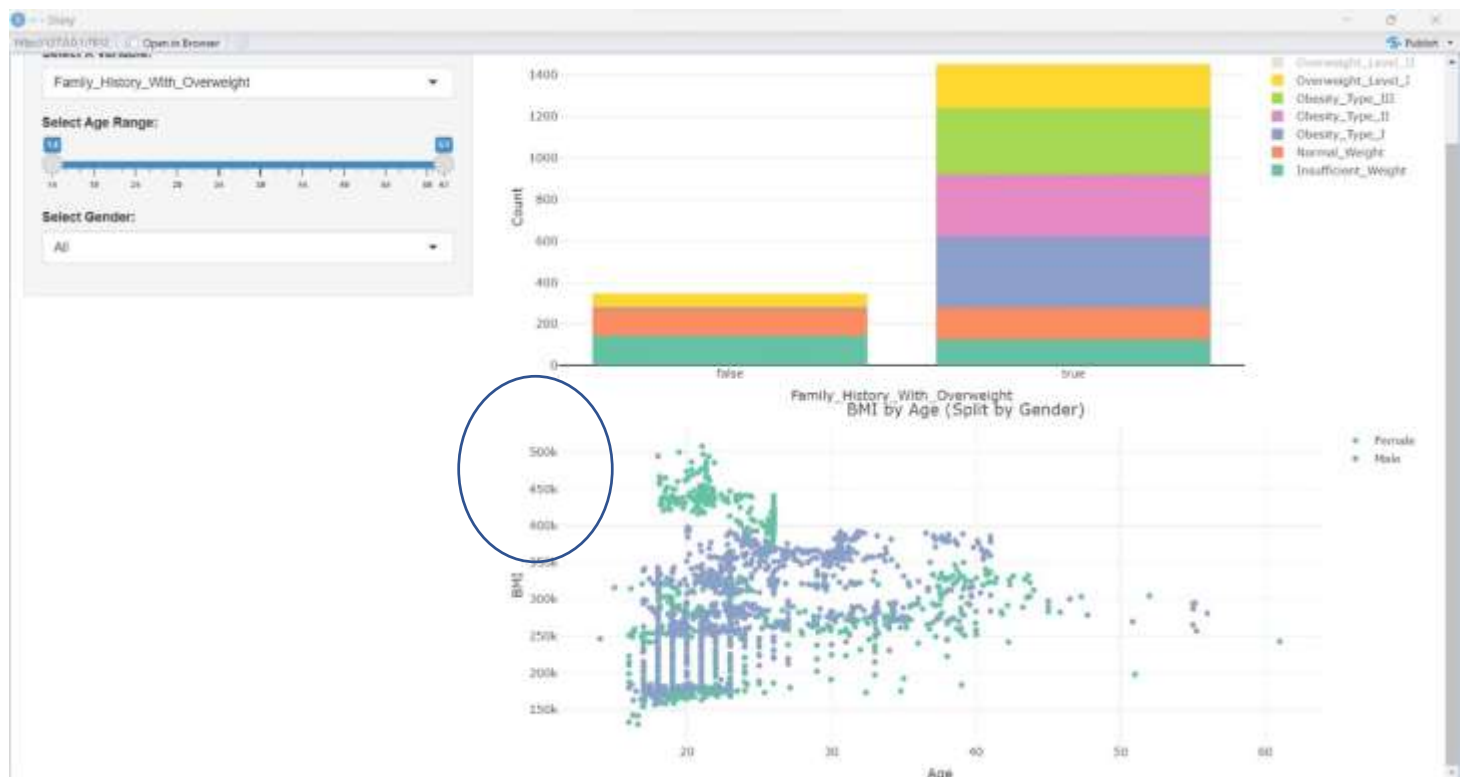 Shiny
Open in Browser
Publish
Select X Variable:
Family_History_With_Overweight
Select Age Range:
Select Gender:
All
1400
1200
1000
800
600
400
200
0
Count
false
true
Family_History_With_Overweight
Overweight_Level_II
Overweight_Level_I
Obesity_Type_III
Obesity_Type_II
Obesity_Type_I
Normal_Weight
Insufficient_Weight
BMI by Age (Split by Gender)
500k
450k
400k
350k
300k
250k
200k
150k
BMI
20
30
40
50
60
Age
Female
Male